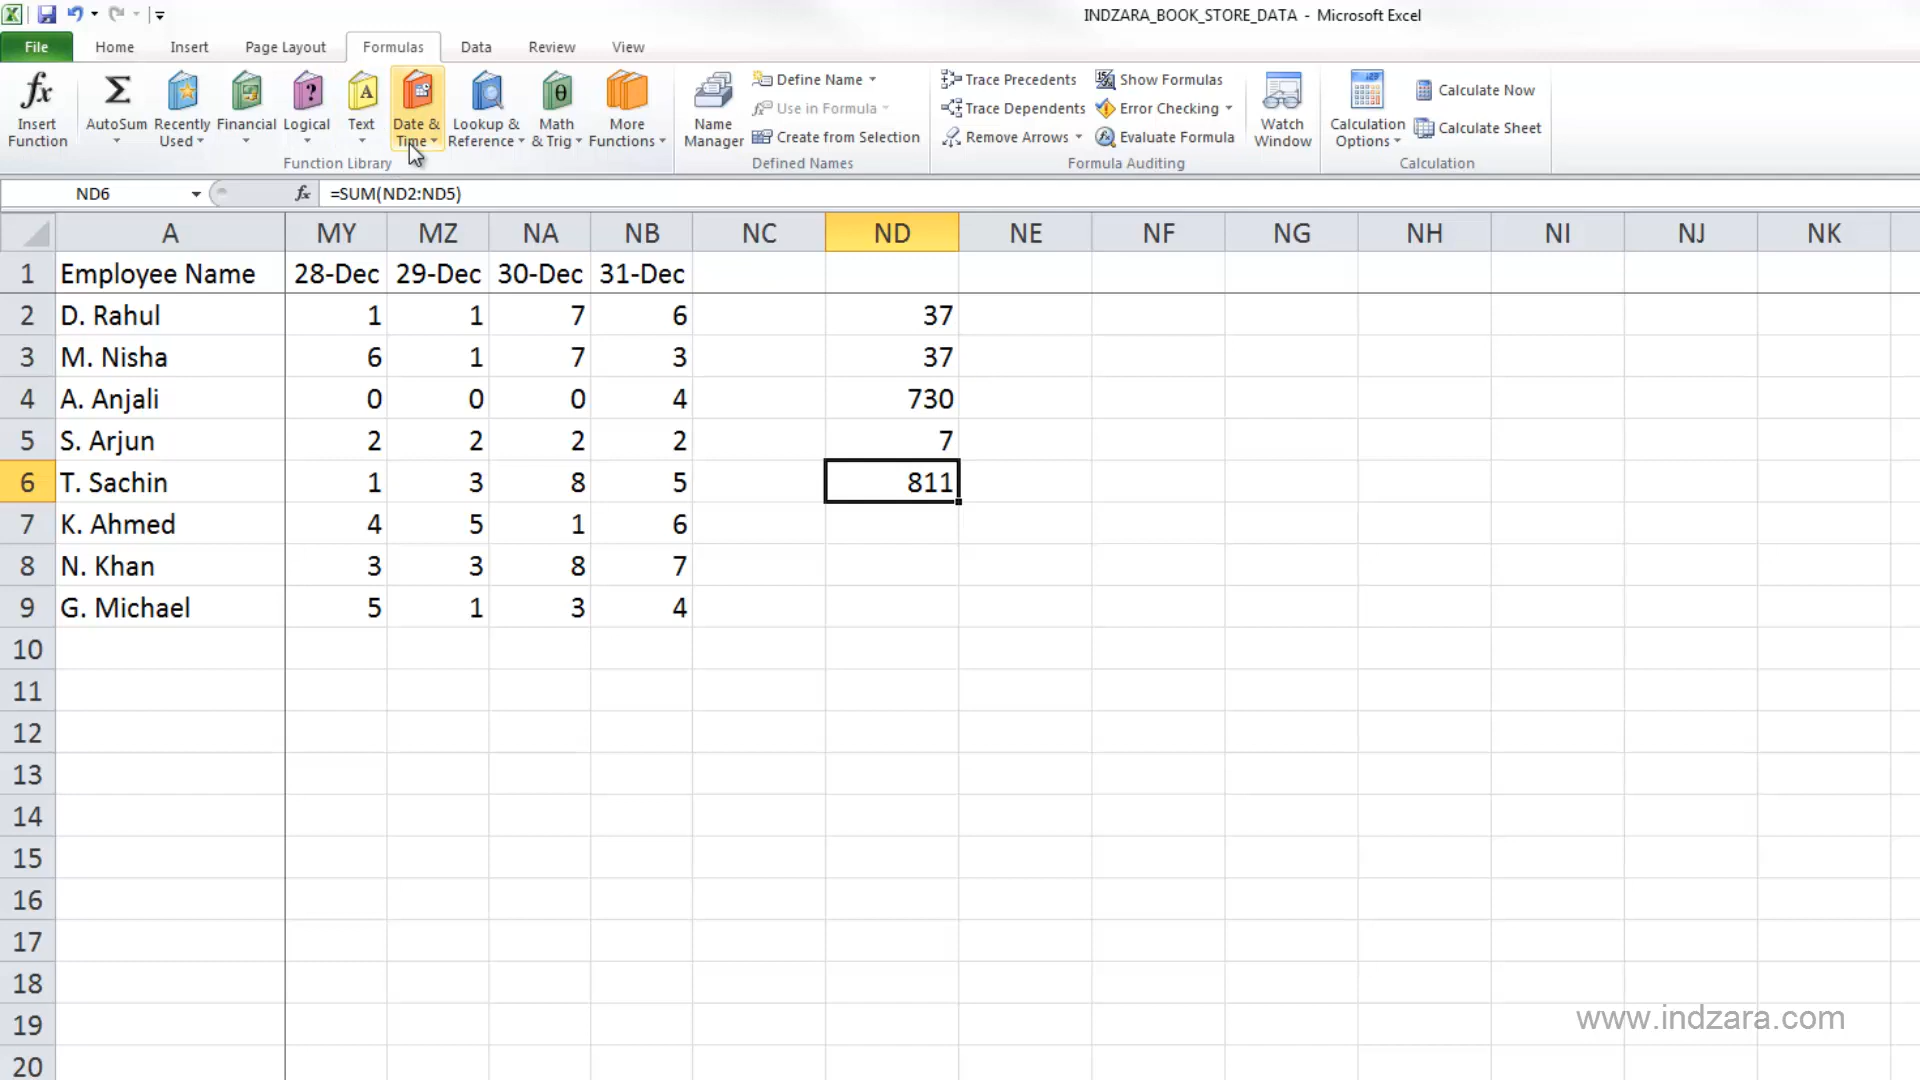 INDZARA_BOOK_STORE_DATA - Microsoft Excel
File Home Insert Page Layout Formulas Data Review View
Insert Function
AutoSum
Recently Used
Financial
Logical
Text
Date & Time
Lookup & Reference
Math & Trig
More Functions
Function Library
Name Manager
Define Name
Use in Formula
Create from Selection
Defined Names
Trace Precedents
Trace Dependents
Remove Arrows
Show Formulas
Error Checking
Evaluate Formula
Formula Auditing
Watch Window
Calculation Options
Calculate Now
Calculate Sheet
Calculation
ND6 fx =SUM(ND2:ND5)
A MY MZ NA NB NC ND NE NF NG NH NI NJ NK
1 Employee Name 28-Dec 29-Dec 30-Dec 31-Dec
2 D. Rahul 1 1 7 6 37
3 M. Nisha 6 1 7 3 37
4 A. Anjali 0 0 0 4 730
5 S. Arjun 2 2 2 2 7
6 T. Sachin 1 3 8 5 811
7 K. Ahmed 4 5 1 6
8 N. Khan 3 3 8 7
9 G. Michael 5 1 3 4
10
11
12
13
14
15
16
17
18
19
20
www.indzara.com